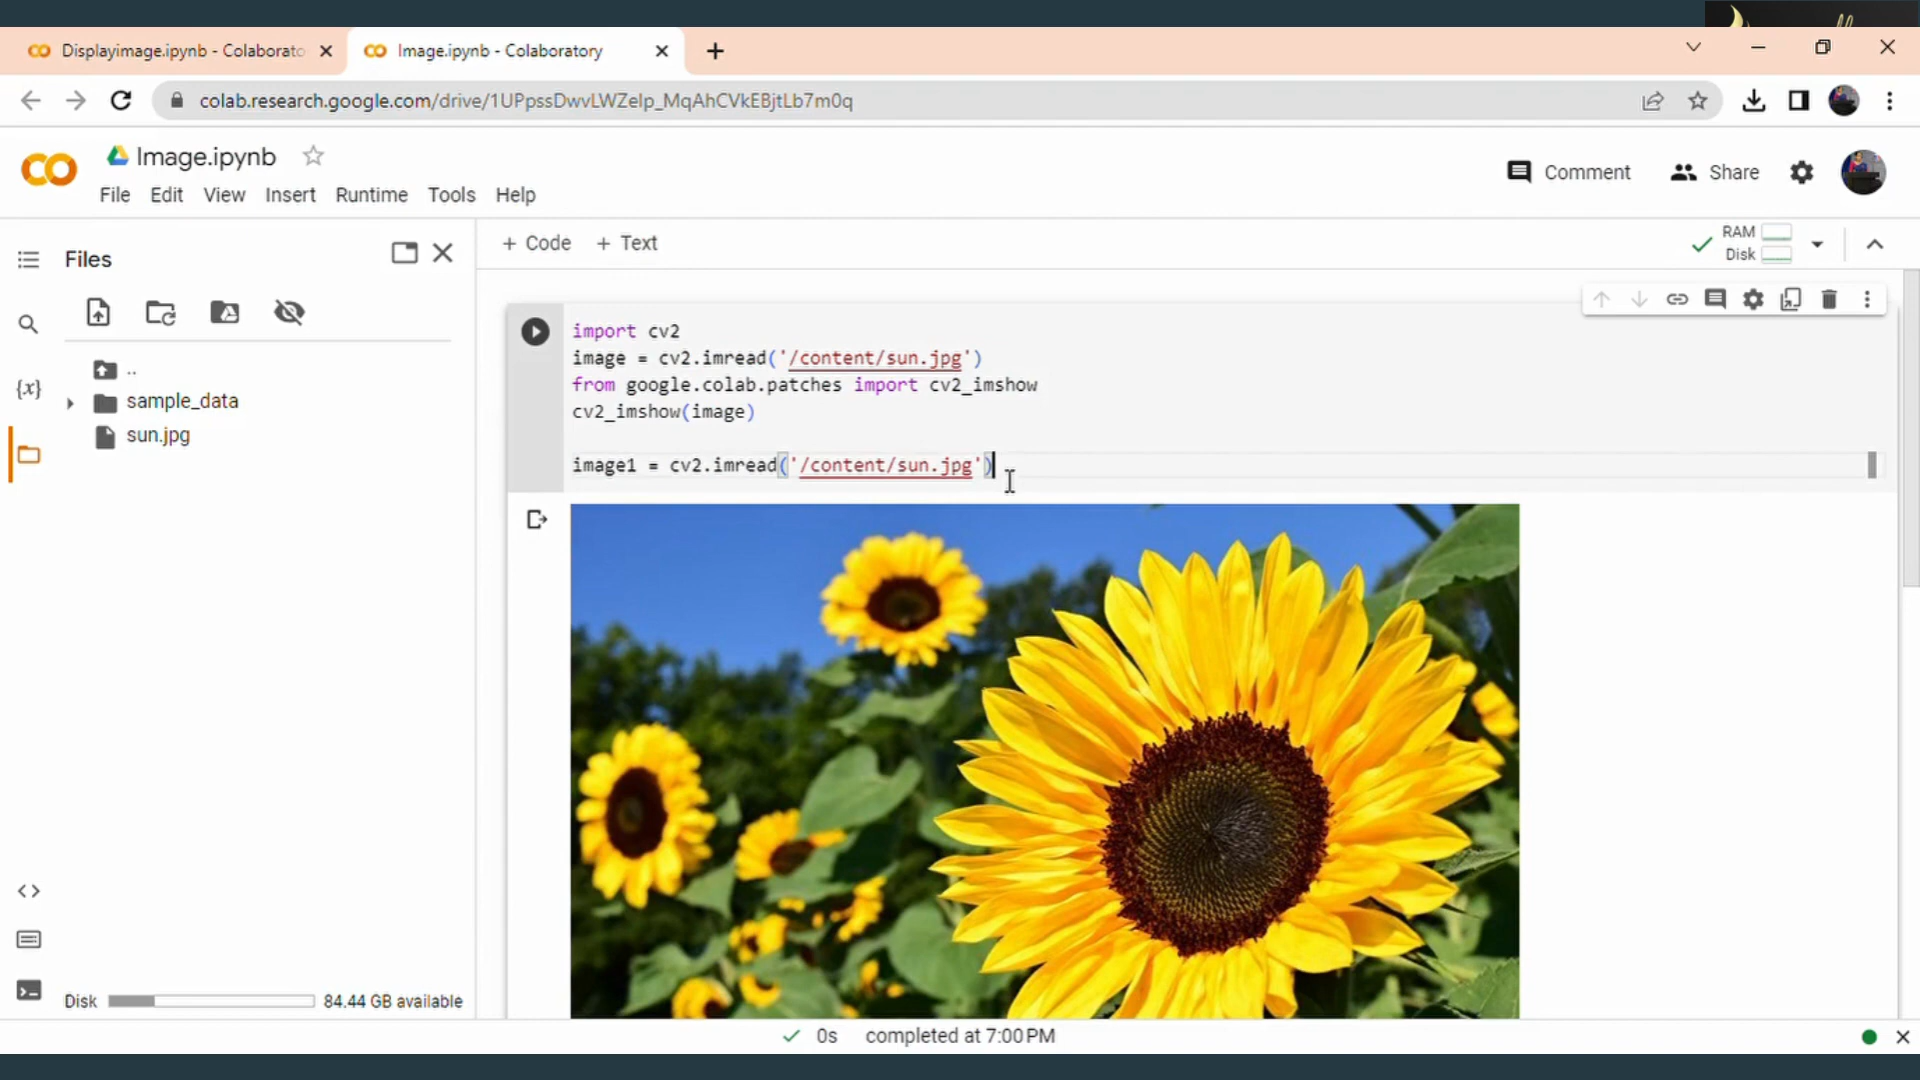 Displayimage.ipynb - Colaborato
Image.ipynb - Colaboratory
colab.research.google.com/drive/1UPpssDwvLWZeIp_MqAhCVkEBjtLb7m0q
Image.ipynb
File Edit View Insert Runtime Tools Help
Comment
Share
Files
+ Code + Text
RAM
Disk
..
sample_data
sun.jpg
import cv2
image = cv2.imread('/content/sun.jpg')
from google.colab.patches import cv2_imshow
cv2_imshow(image)
image1 = cv2.imread('/content/sun.jpg')
Disk 84.44 GB available
0s completed at 7:00 PM